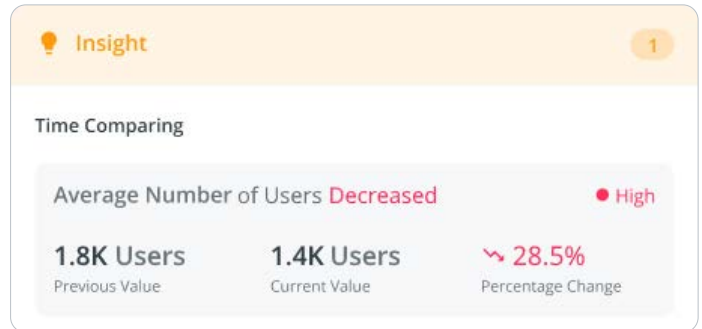 Insight
1
Time Comparing
Average Number of Users Decreased
High
1.8K Users
1.4K Users
28.5%
Previous Value
Current Value
Percentage Change